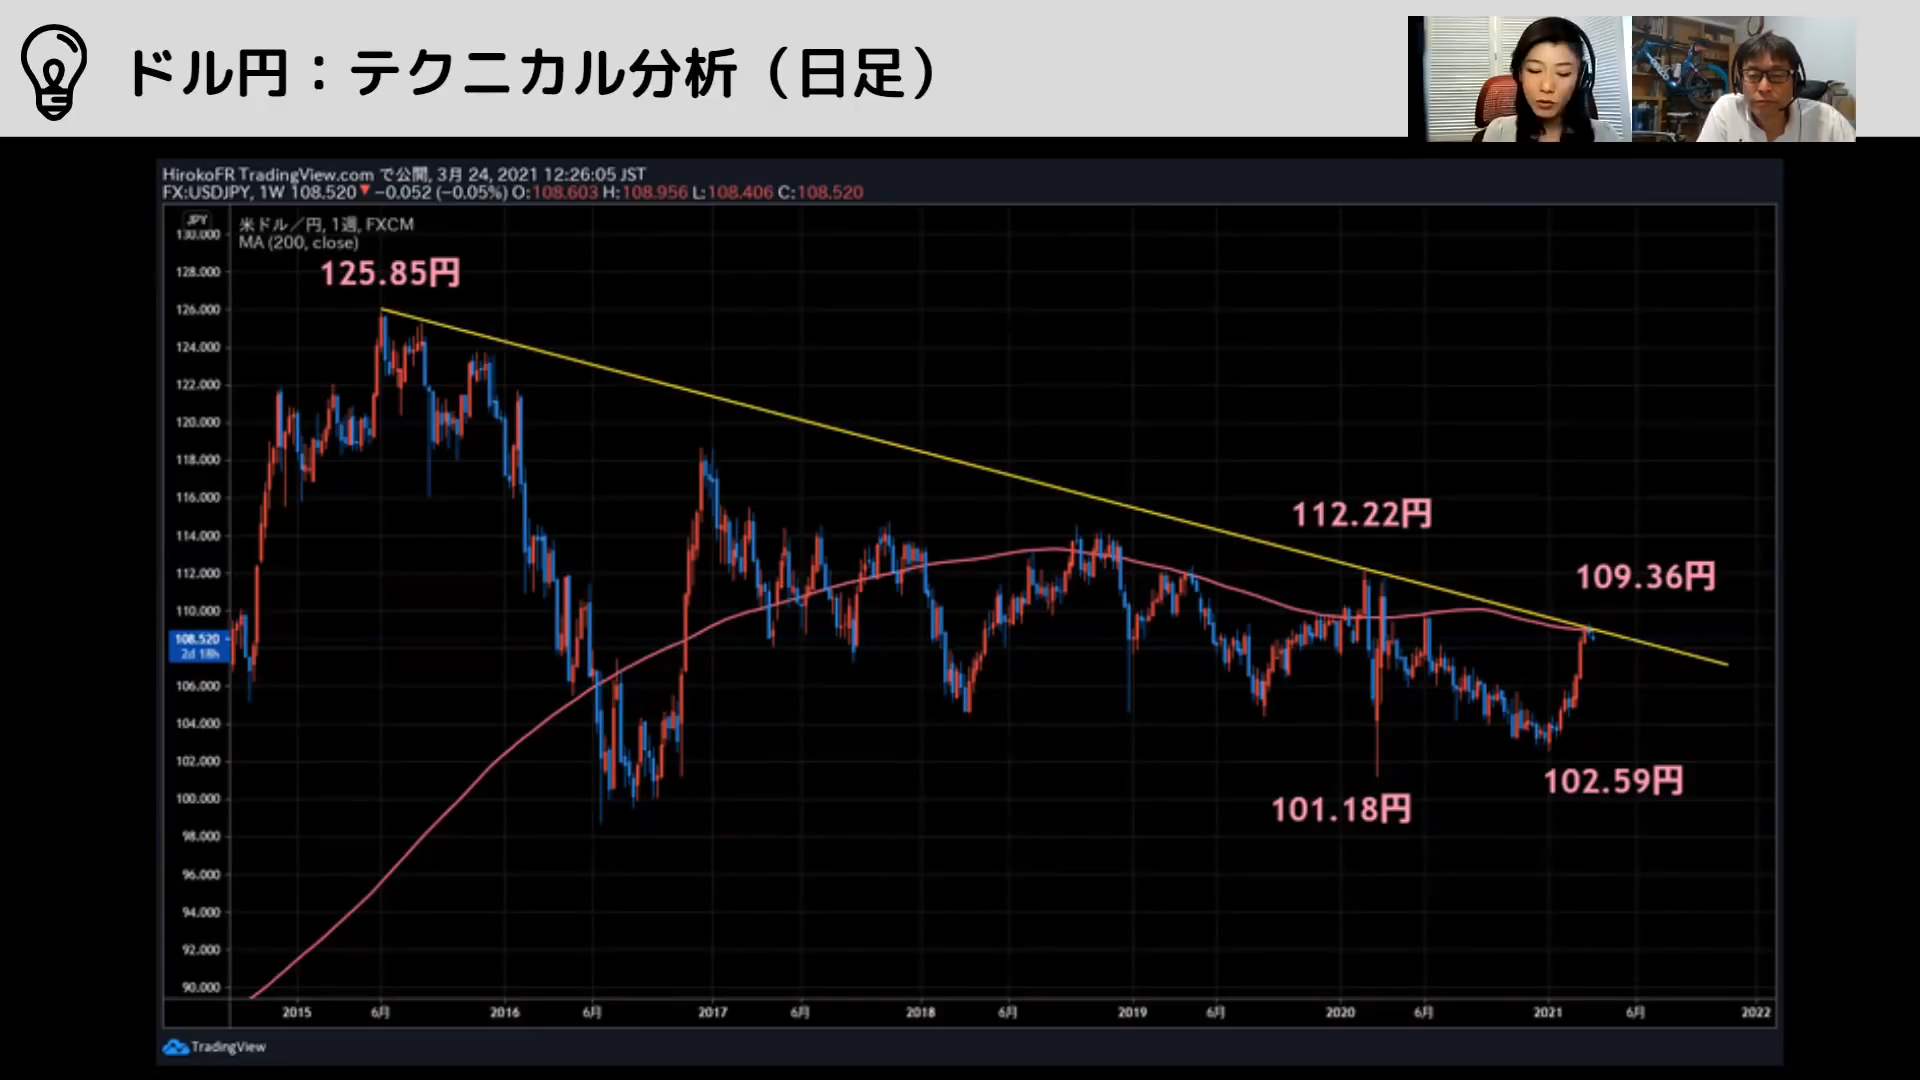 ドル円：テクニカル分析（日足）
HirokoFR TradingView.com で公開, 3月 24, 2021 12:26:05 JST
FX:USDJPY, 1W 108.520▼ −0.052 (−0.05%) O:108.603 H:108.956 L:108.406 C:108.520
JPY
米ドル／円, 1週, FXCM
MA (200, close)
130.000
128.000
126.000
124.000
122.000
120.000
118.000
116.000
114.000
112.000
110.000
108.520
2d 18h
106.000
104.000
102.000
100.000
98.000
96.000
94.000
92.000
90.000
125.85円
112.22円
109.36円
102.59円
101.18円
2015 6月 2016 6月 2017 6月 2018 6月 2019 6月 2020 6月 2021 6月 2022
TradingView